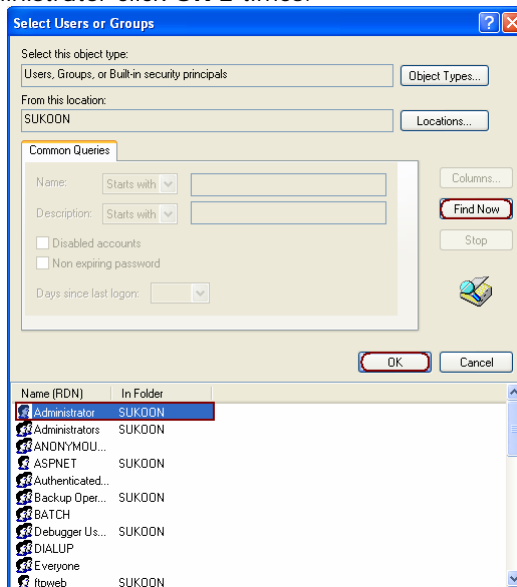 Select Users or Groups
Select this object type:
Users, Groups, or Built-in security principals
Object Types...
From this location:
SUKOON
Locations...
Common Queries
Name: Starts with
Columns...
Description: Starts with
Find Now
Disabled accounts
Stop
Non expiring password
Days since last logon:
OK Cancel
Name (RDN) In Folder
Administrator SUKOON
Administrators SUKOON
ANONYMOU...
ASPNET SUKOON
Authenticated...
Backup Oper... SUKOON
BATCH
Debugger Us... SUKOON
DIALUP
Everyone
ftpweb SUKOON